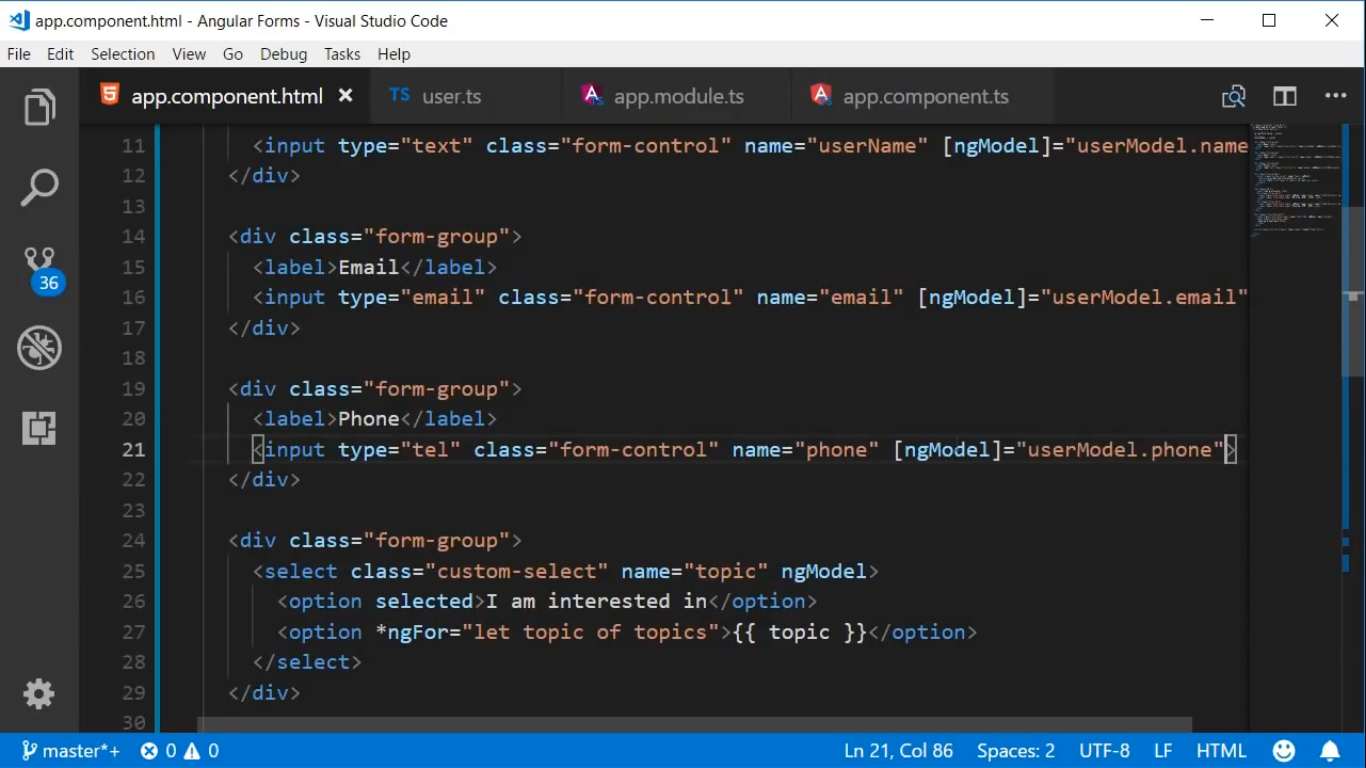 app.component.html - Angular Forms - Visual Studio Code
File Edit Selection View Go Debug Tasks Help
app.component.html TS user.ts app.module.ts app.component.ts
11 <input type="text" class="form-control" name="userName" [ngModel]="userModel.name
12 </div>
13
14 <div class="form-group">
15 <label>Email</label>
16 <input type="email" class="form-control" name="email" [ngModel]="userModel.email"
17 </div>
18
19 <div class="form-group">
20 <label>Phone</label>
21 <input type="tel" class="form-control" name="phone" [ngModel]="userModel.phone">
22 </div>
23
24 <div class="form-group">
25 <select class="custom-select" name="topic" ngModel>
26 <option selected>I am interested in</option>
27 <option *ngFor="let topic of topics">{{ topic }}</option>
28 </select>
29 </div>
30
36
master*+ 0 0 Ln 21, Col 86 Spaces: 2 UTF-8 LF HTML